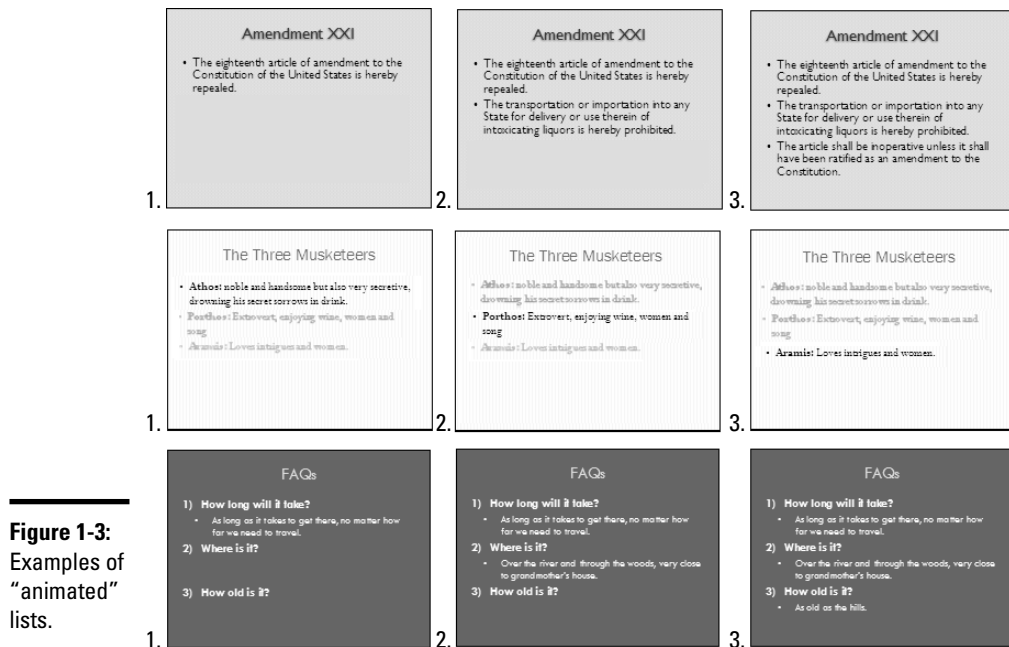 Amendment XXI
• The eighteenth article of amendment to the
Constitution of the United States is hereby
repealed.
1.
Amendment XXI
• The eighteenth article of amendment to the
Constitution of the United States is hereby
repealed.
• The transportation or importation into any
State for delivery or use therein of
intoxicating liquors is hereby prohibited.
2.
Amendment XXI
• The eighteenth article of amendment to the
Constitution of the United States is hereby
repealed.
• The transportation or importation into any
State for delivery or use therein of
intoxicating liquors is hereby prohibited.
• The article shall be inoperative unless it shall
have been ratified as an amendment to the
Constitution.
3.
The Three Musketeers
• Athos: noble and handsome but also very secretive,
drowning his secret sorrows in drink.
• Porthos: Extrovert, enjoying wine, women and
song
• Aramis: Loves intrigues and women.
1.
The Three Musketeers
• Athos: noble and handsome but also very secretive,
drowning his secret sorrows in drink.
• Porthos: Extrovert, enjoying wine, women and
song
• Aramis: Loves intrigues and women.
2.
The Three Musketeers
• Athos: noble and handsome but also very secretive,
drowning his secret sorrows in drink.
• Porthos: Extrovert, enjoying wine, women and
song
• Aramis: Loves intrigues and women.
3.
FAQs
1) How long will it take?
• As long as it takes to get there, no matter how
far we need to travel.
2) Where is it?
3) How old is it?
1.
FAQs
1) How long will it take?
• As long as it takes to get there, no matter how
far we need to travel.
2) Where is it?
• Over the river and through the woods, very close
to grandmother's house.
3) How old is it?
2.
FAQs
1) How long will it take?
• As long as it takes to get there, no matter how
far we need to travel.
2) Where is it?
• Over the river and through the woods, very close
to grandmother's house.
3) How old is it?
• As old as the hills.
3.
Figure 1-3:
Examples of
“animated”
lists.